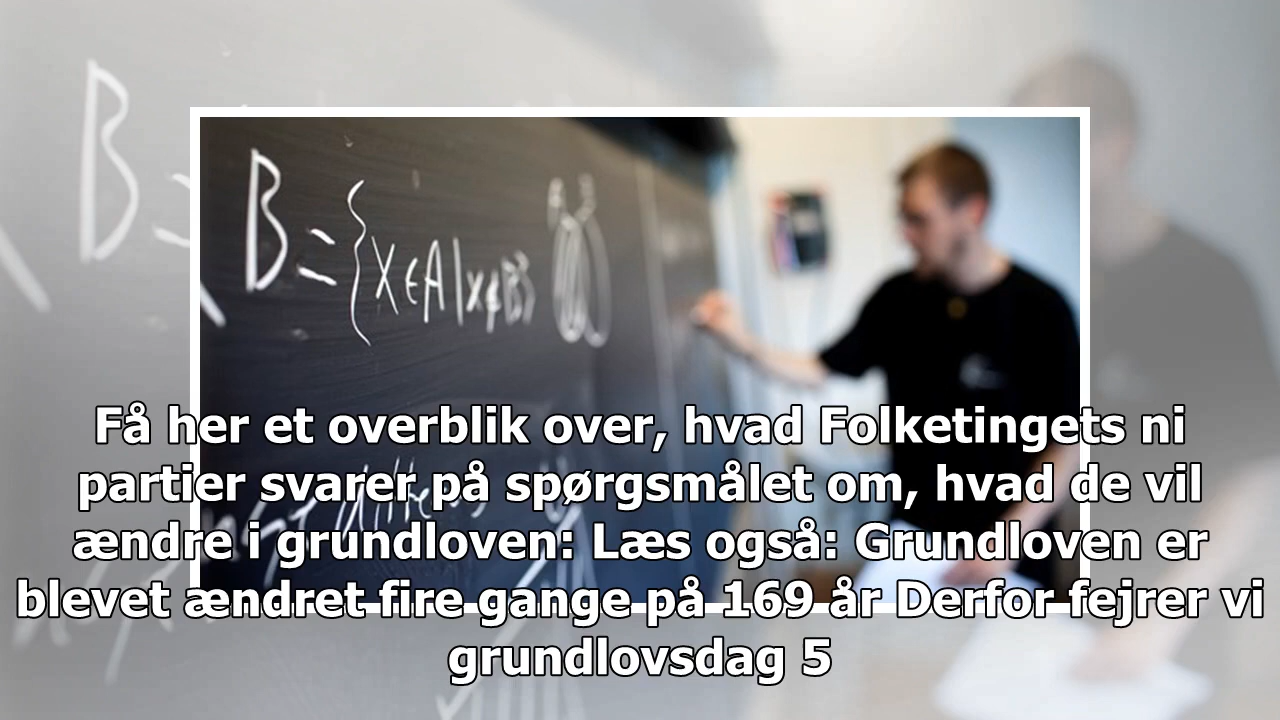 B = {x ∈ A | x ∉ B}
Få her et overblik over, hvad Folketingets ni
partier svarer på spørgsmålet om, hvad de vil
ændre i grundloven: Læs også: Grundloven er
blevet ændret fire gange på 169 år Derfor fejrer vi
grundlovsdag 5